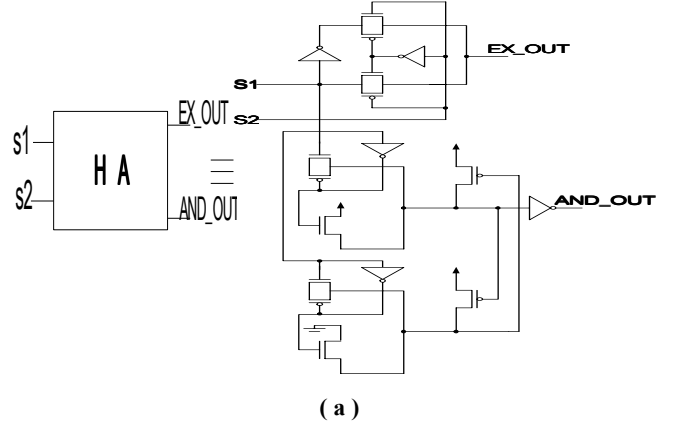 EX_OUT
S1
S2
EX_OUT
s1
s2
H A
AND_OUT
AND_OUT
( a )